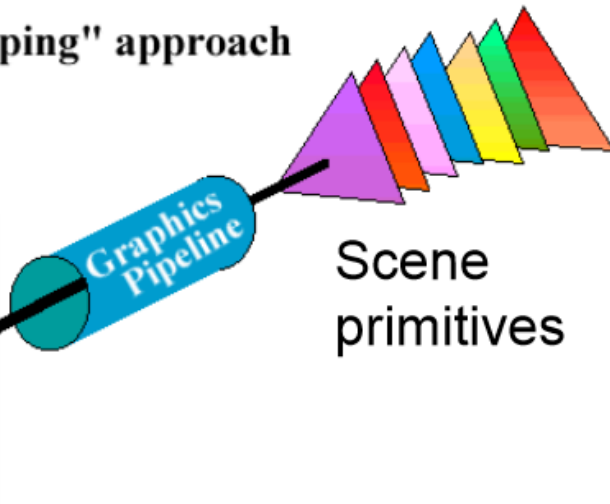 ping" approach
Graphics
Pipeline
Scene
primitives